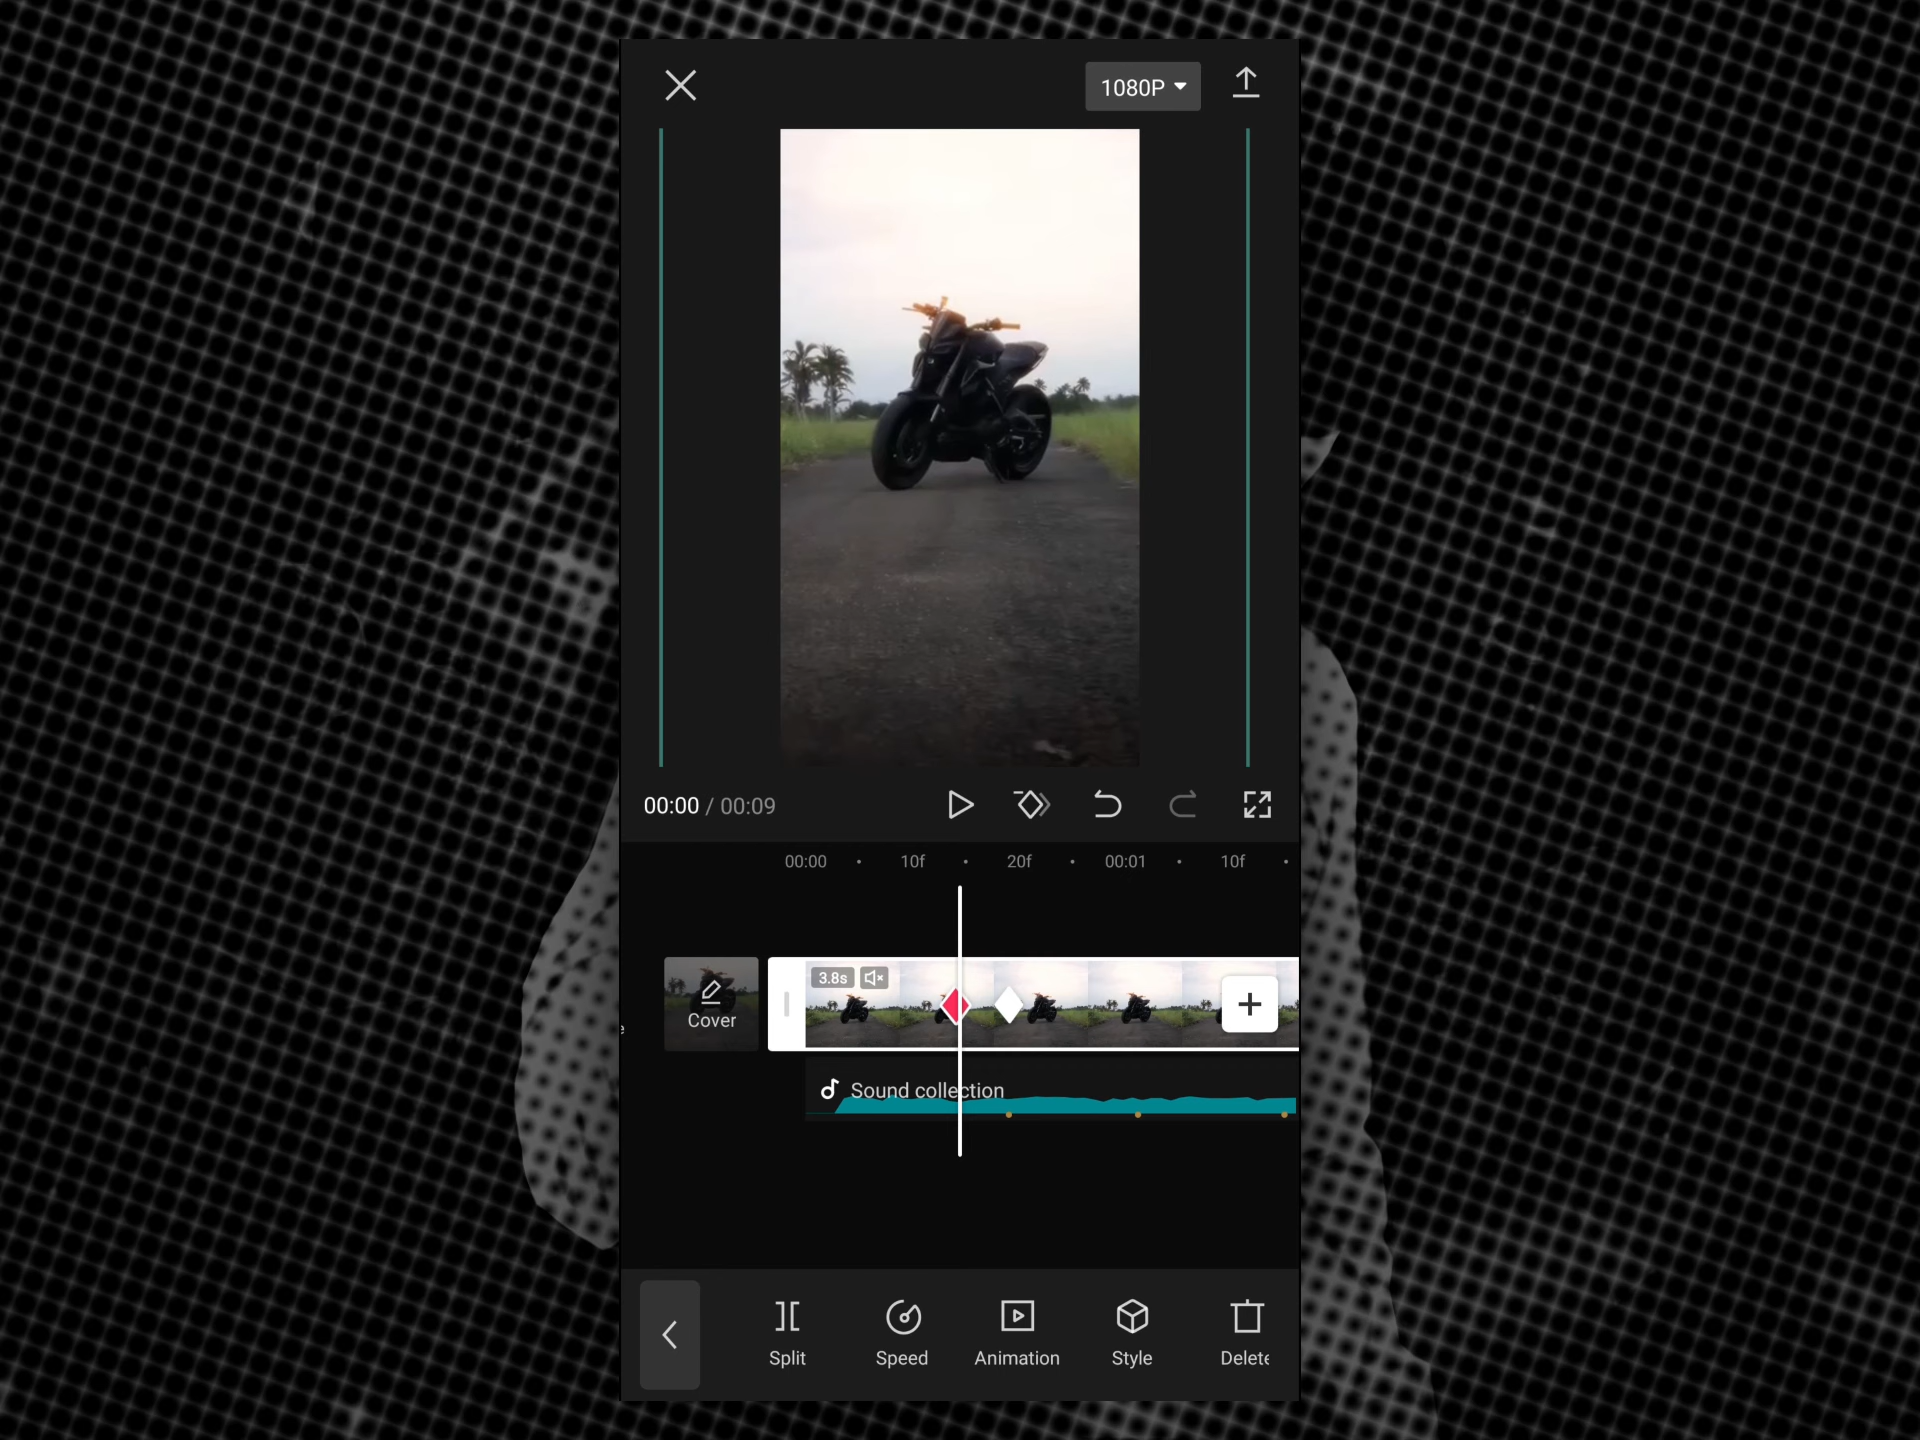 1080P
00:00 / 00:09
00:00 10f 20f 00:01 10f
3.8s
Cover
Sound collection
Split Speed Animation Style Delete